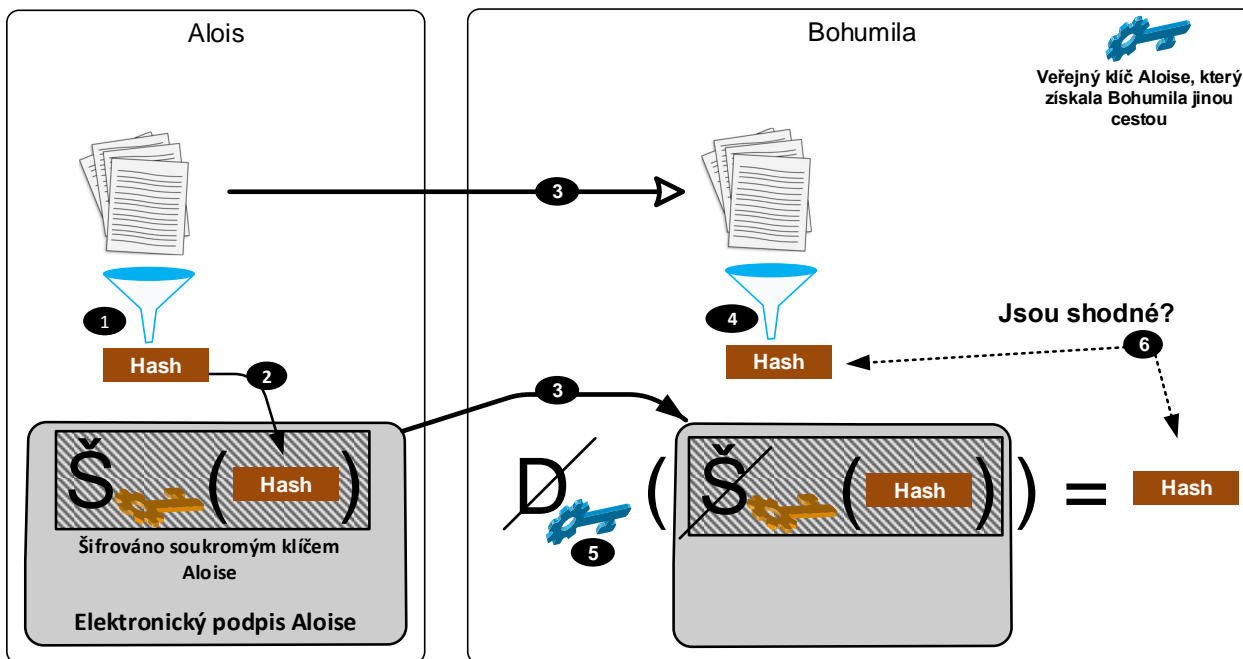 Alois
Bohumila
Veřejný klíč Aloise, který
získala Bohumila jinou
cestou
3
1
4
Jsou shodné?
6
Hash
Hash
2
3
Š ( Hash )
D ( Š ( Hash ) ) = Hash
5
Šifrováno soukromým klíčem
Aloise
Elektronický podpis Aloise